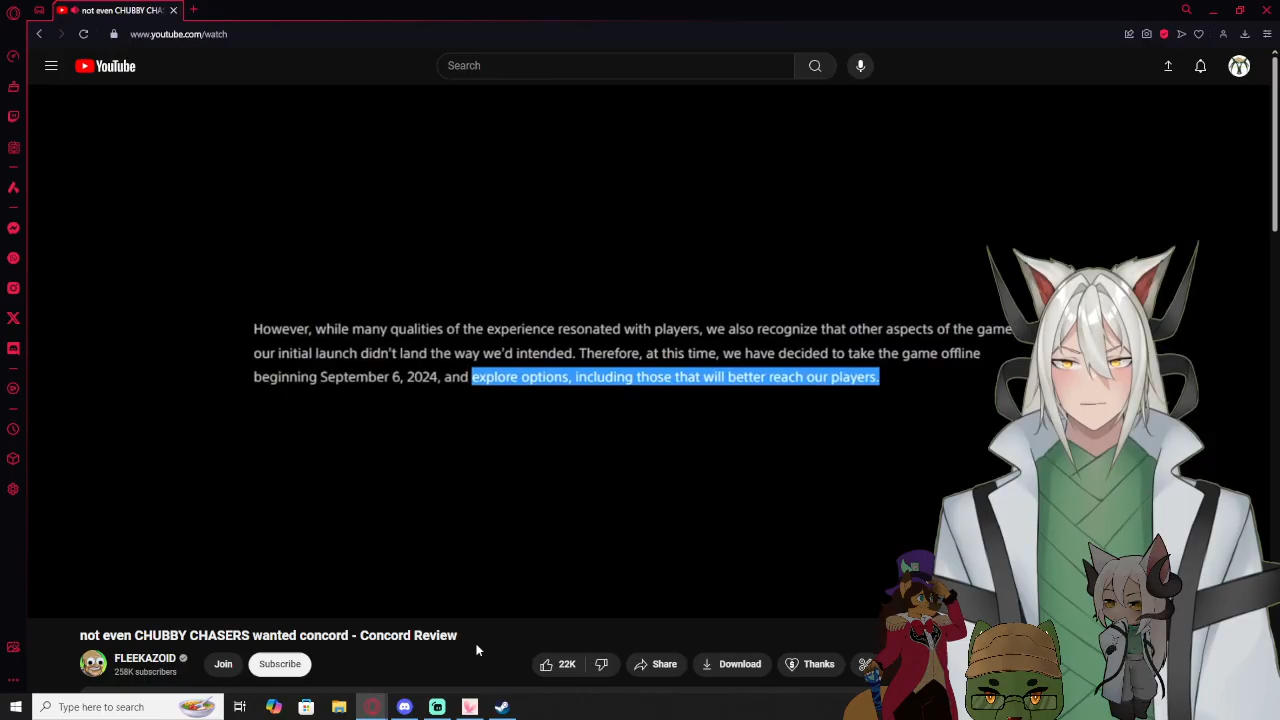 not even CHUBBY CHA
www.youtube.com/watch
YouTube
Search
However, while many qualities of the experience resonated with players, we also recognize that other aspects of the game
our initial launch didn't land the way we'd intended. Therefore, at this time, we have decided to take the game offline
beginning September 6, 2024, and explore options, including those that will better reach our players.
not even CHUBBY CHASERS wanted concord - Concord Review
FLEEKAZOID
258K subscribers
Join
Subscribe
22K
Share
Download
Thanks
Type here to search